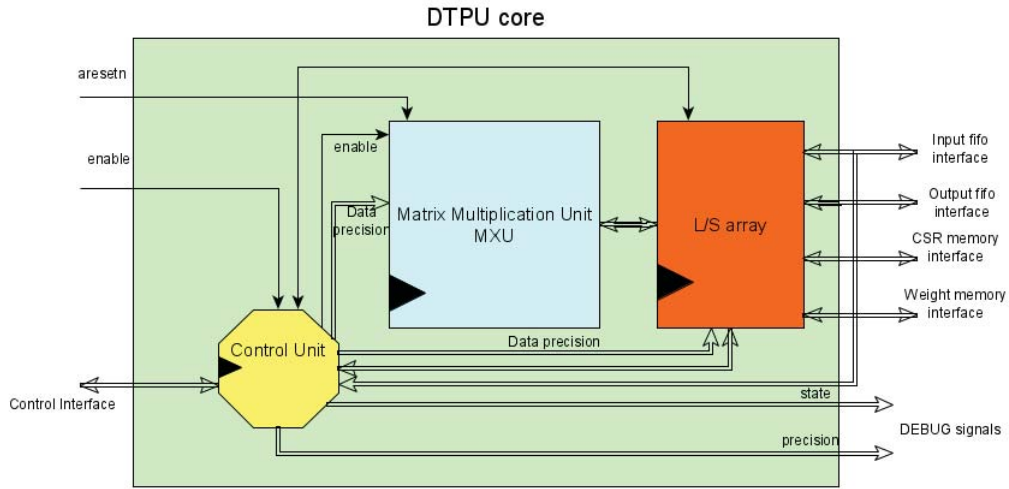 DTPU core
aresetn
enable
enable
Data
precision
Matrix Multiplication Unit
MXU
L/S array
Input fifo
interface
Output fifo
interface
CSR memory
interface
Weight memory
interface
Control Unit
Data precision
Control Interface
state
DEBUG signals
precision